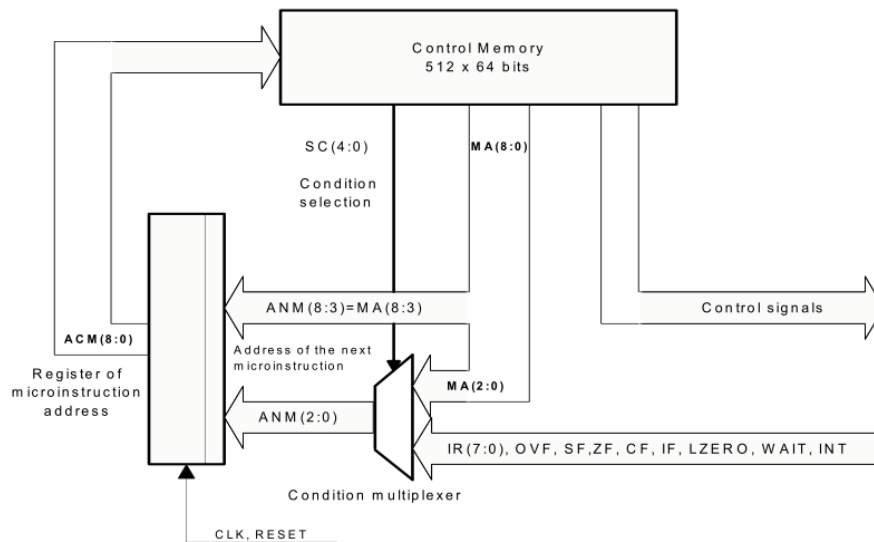 Control Memory
512 x 64 bits
SC(4:0)
MA(8:0)
Condition
selection
ANM(8:3)=MA(8:3)
Control signals
ACM(8:0)
Address of the next
microinstruction
Register of
microinstruction
address
MA(2:0)
ANM(2:0)
IR(7:0), OVF, SF,ZF, CF, IF, LZERO, WAIT, INT
Condition multiplexer
CLK, RESET